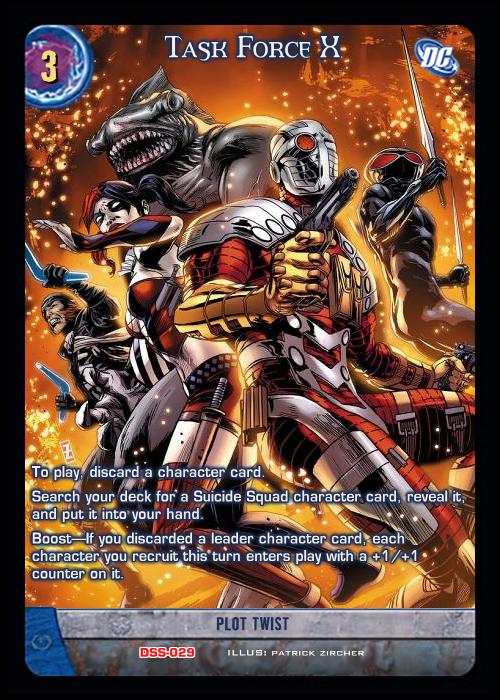 3
TASK FORCE X
DC
To play, discard a character card.
Search your deck for a Suicide Squad character card, reveal it,
and put it into your hand.
Boost—If you discarded a leader character card, each
character you recruit this turn enters play with a +1/+1
counter on it.
PLOT TWIST
DSS-029 ILLUS: PATRICK ZIRCHER